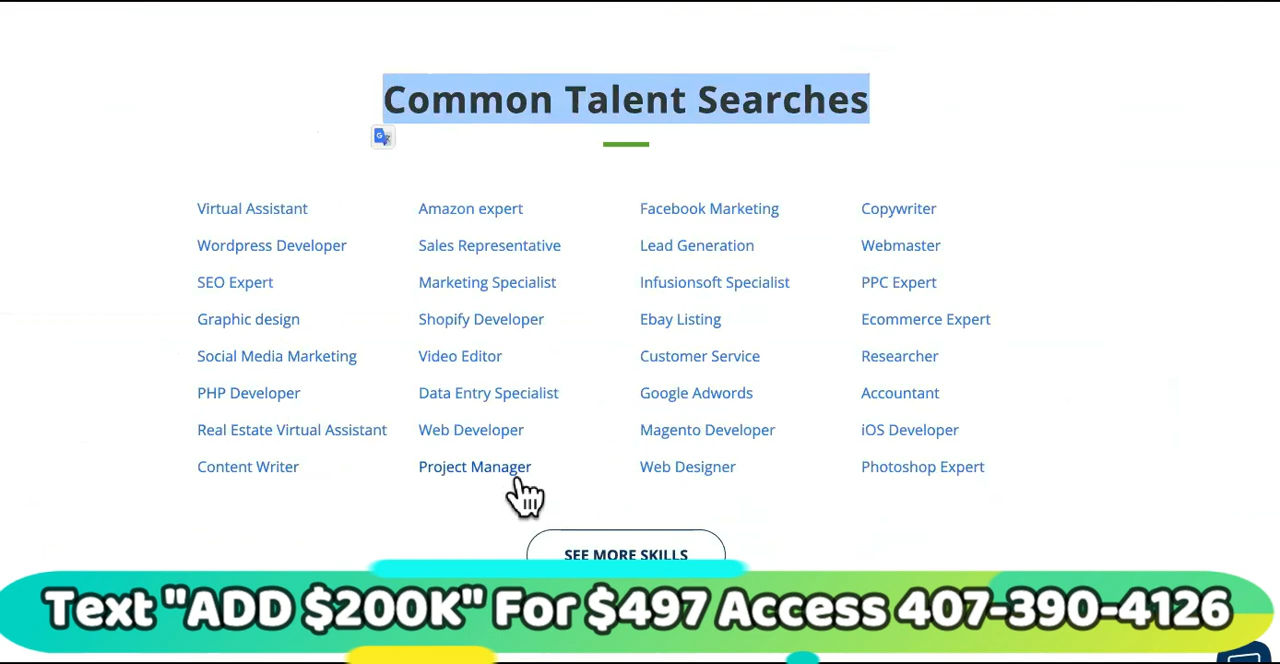 Common Talent Searches
Virtual Assistant
Wordpress Developer
SEO Expert
Graphic design
Social Media Marketing
PHP Developer
Real Estate Virtual Assistant
Content Writer
Amazon expert
Sales Representative
Marketing Specialist
Shopify Developer
Video Editor
Data Entry Specialist
Web Developer
Project Manager
Facebook Marketing
Lead Generation
Infusionsoft Specialist
Ebay Listing
Customer Service
Google Adwords
Magento Developer
Web Designer
Copywriter
Webmaster
PPC Expert
Ecommerce Expert
Researcher
Accountant
iOS Developer
Photoshop Expert
SEE MORE SKILLS
Text "ADD $200K" For $497 Access 407-390-4126